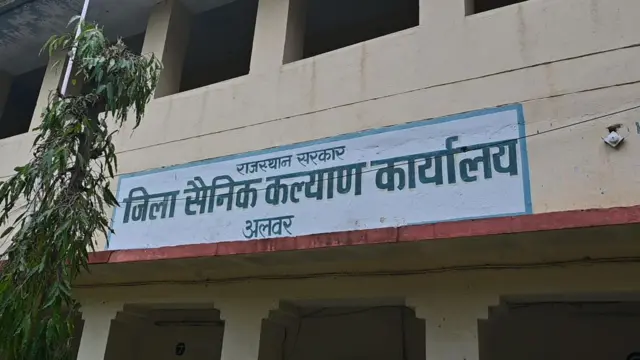 राजस्थान सरकार
जिला सैनिक कल्याण कार्यालय
अलवर